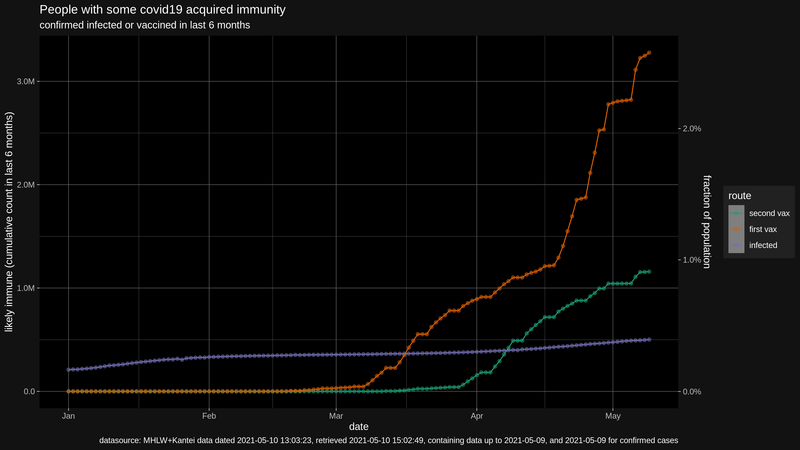 People with some covid19 acquired immunity
confirmed infected or vaccined in last 6 months
likely immune (cumulative count in last 6 months)
3.0M
2.0M
1.0M
0.0
2.0%
1.0%
0.0%
fraction of population
route
second vax
first vax
infected
Jan
Feb
Mar
Apr
May
date
datasource: MHLW+Kantei data dated 2021-05-10 13:03:23, retrieved 2021-05-10 15:02:49, containing data up to 2021-05-09, and 2021-05-09 for confirmed cases